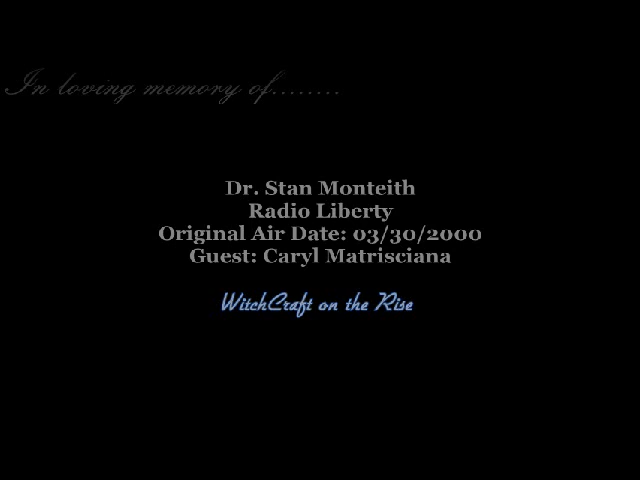 In loving memory of........
Dr. Stan Monteith
Radio Liberty
Original Air Date: 03/30/2000
Guest: Caryl Matrisciana
WitchCraft on the Rise